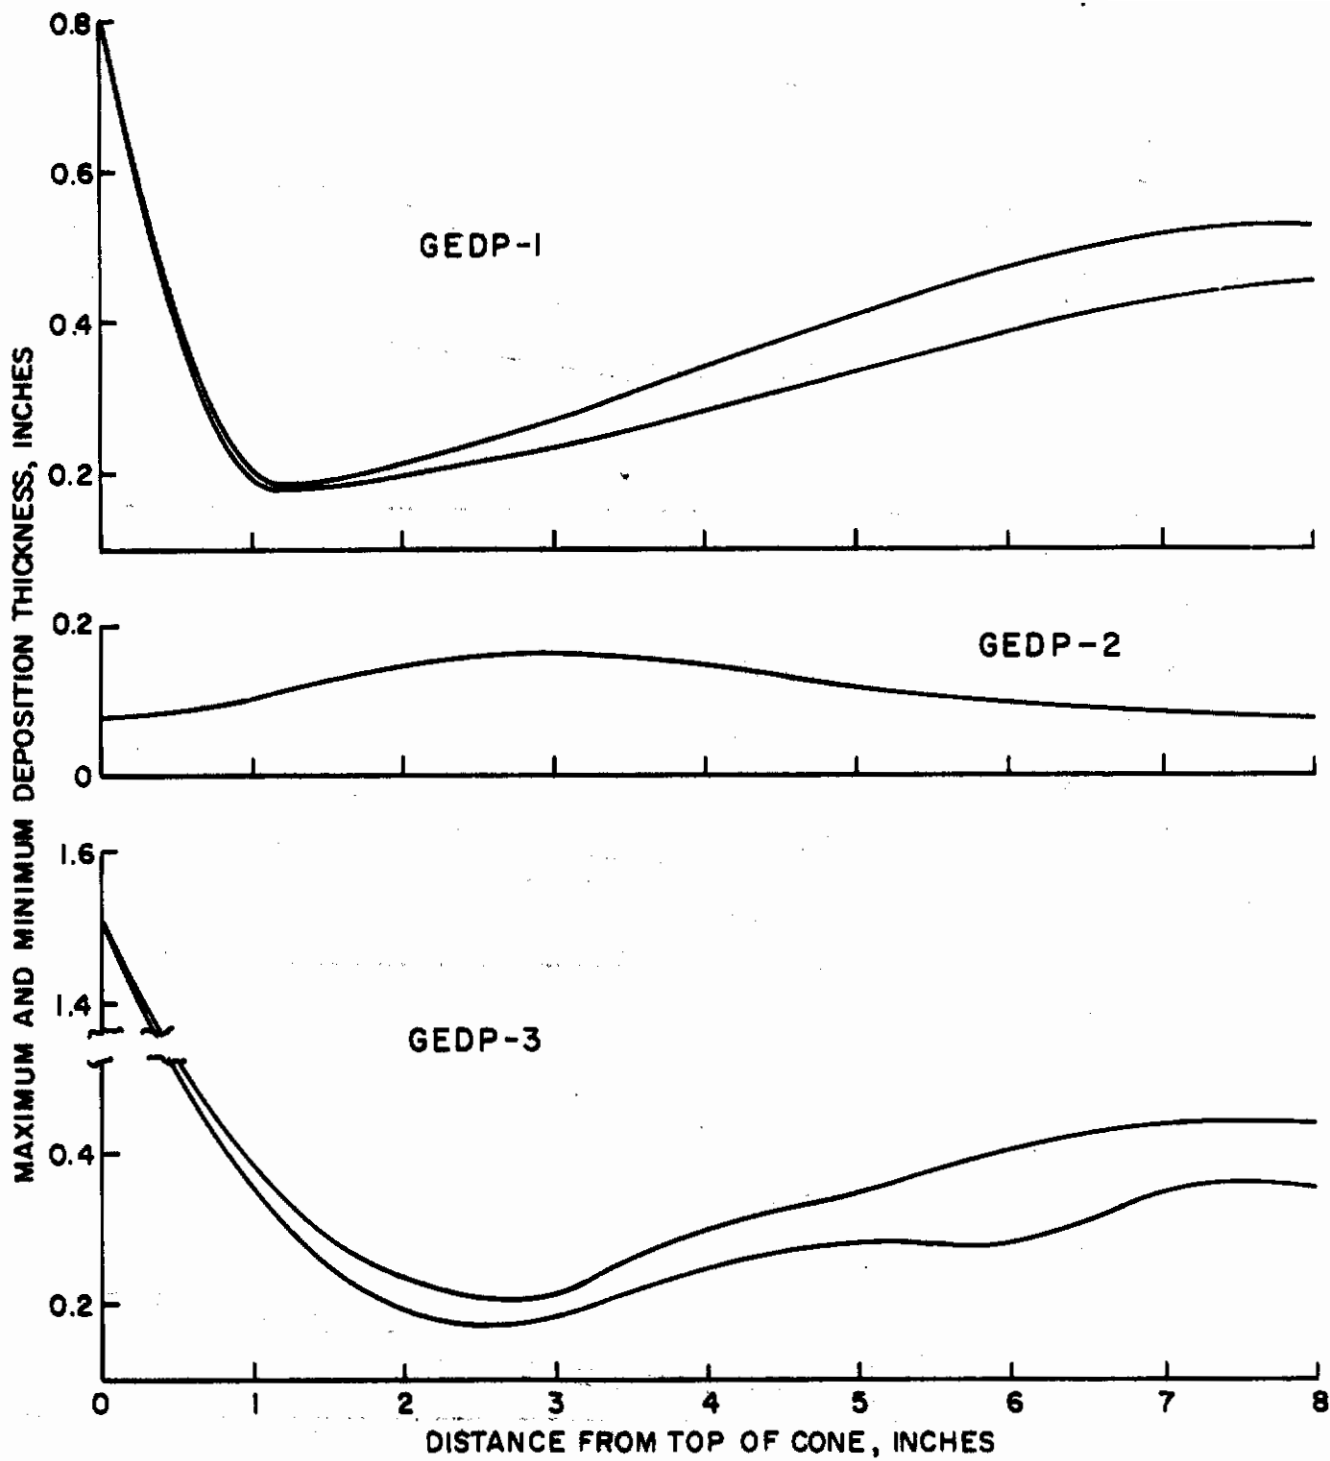 MAXIMUM AND MINIMUM DEPOSITION THICKNESS, INCHES
0.8
0.6
GEDP-1
0.4
0.2
0.2
GEDP-2
0
1.6
1.4
GEDP-3
0.4
0.2
0 1 2 3 4 5 6 7 8
DISTANCE FROM TOP OF CONE, INCHES